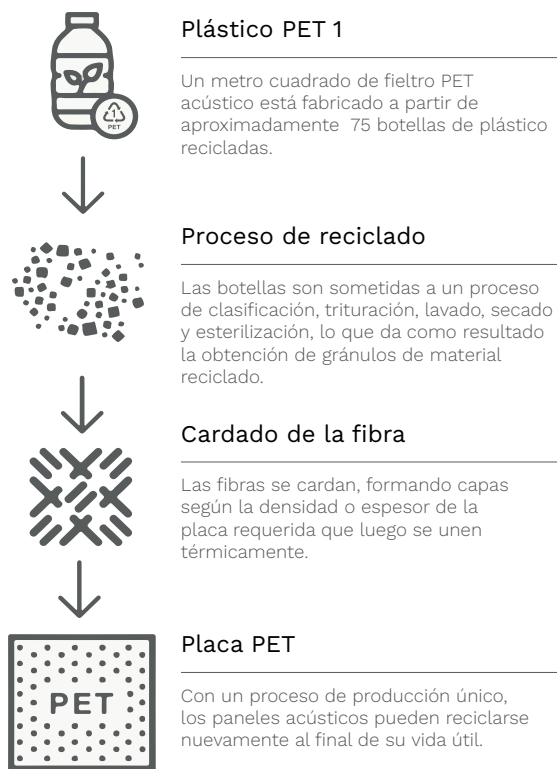 Plástico PET 1
Un metro cuadrado de fieltro PET
acústico está fabricado a partir de
aproximadamente  75 botellas de plástico
recicladas.
1
PET
Proceso de reciclado
Las botellas son sometidas a un proceso
de clasificación, trituración, lavado, secado
y esterilización, lo que da como resultado
la obtención de gránulos de material
reciclado.
Cardado de la fibra
Las fibras se cardan, formando capas
según la densidad o espesor de la
placa requerida que luego se unen
térmicamente.
Placa PET
PET
Con un proceso de producción único,
los paneles acústicos pueden reciclarse
nuevamente al final de su vida útil.